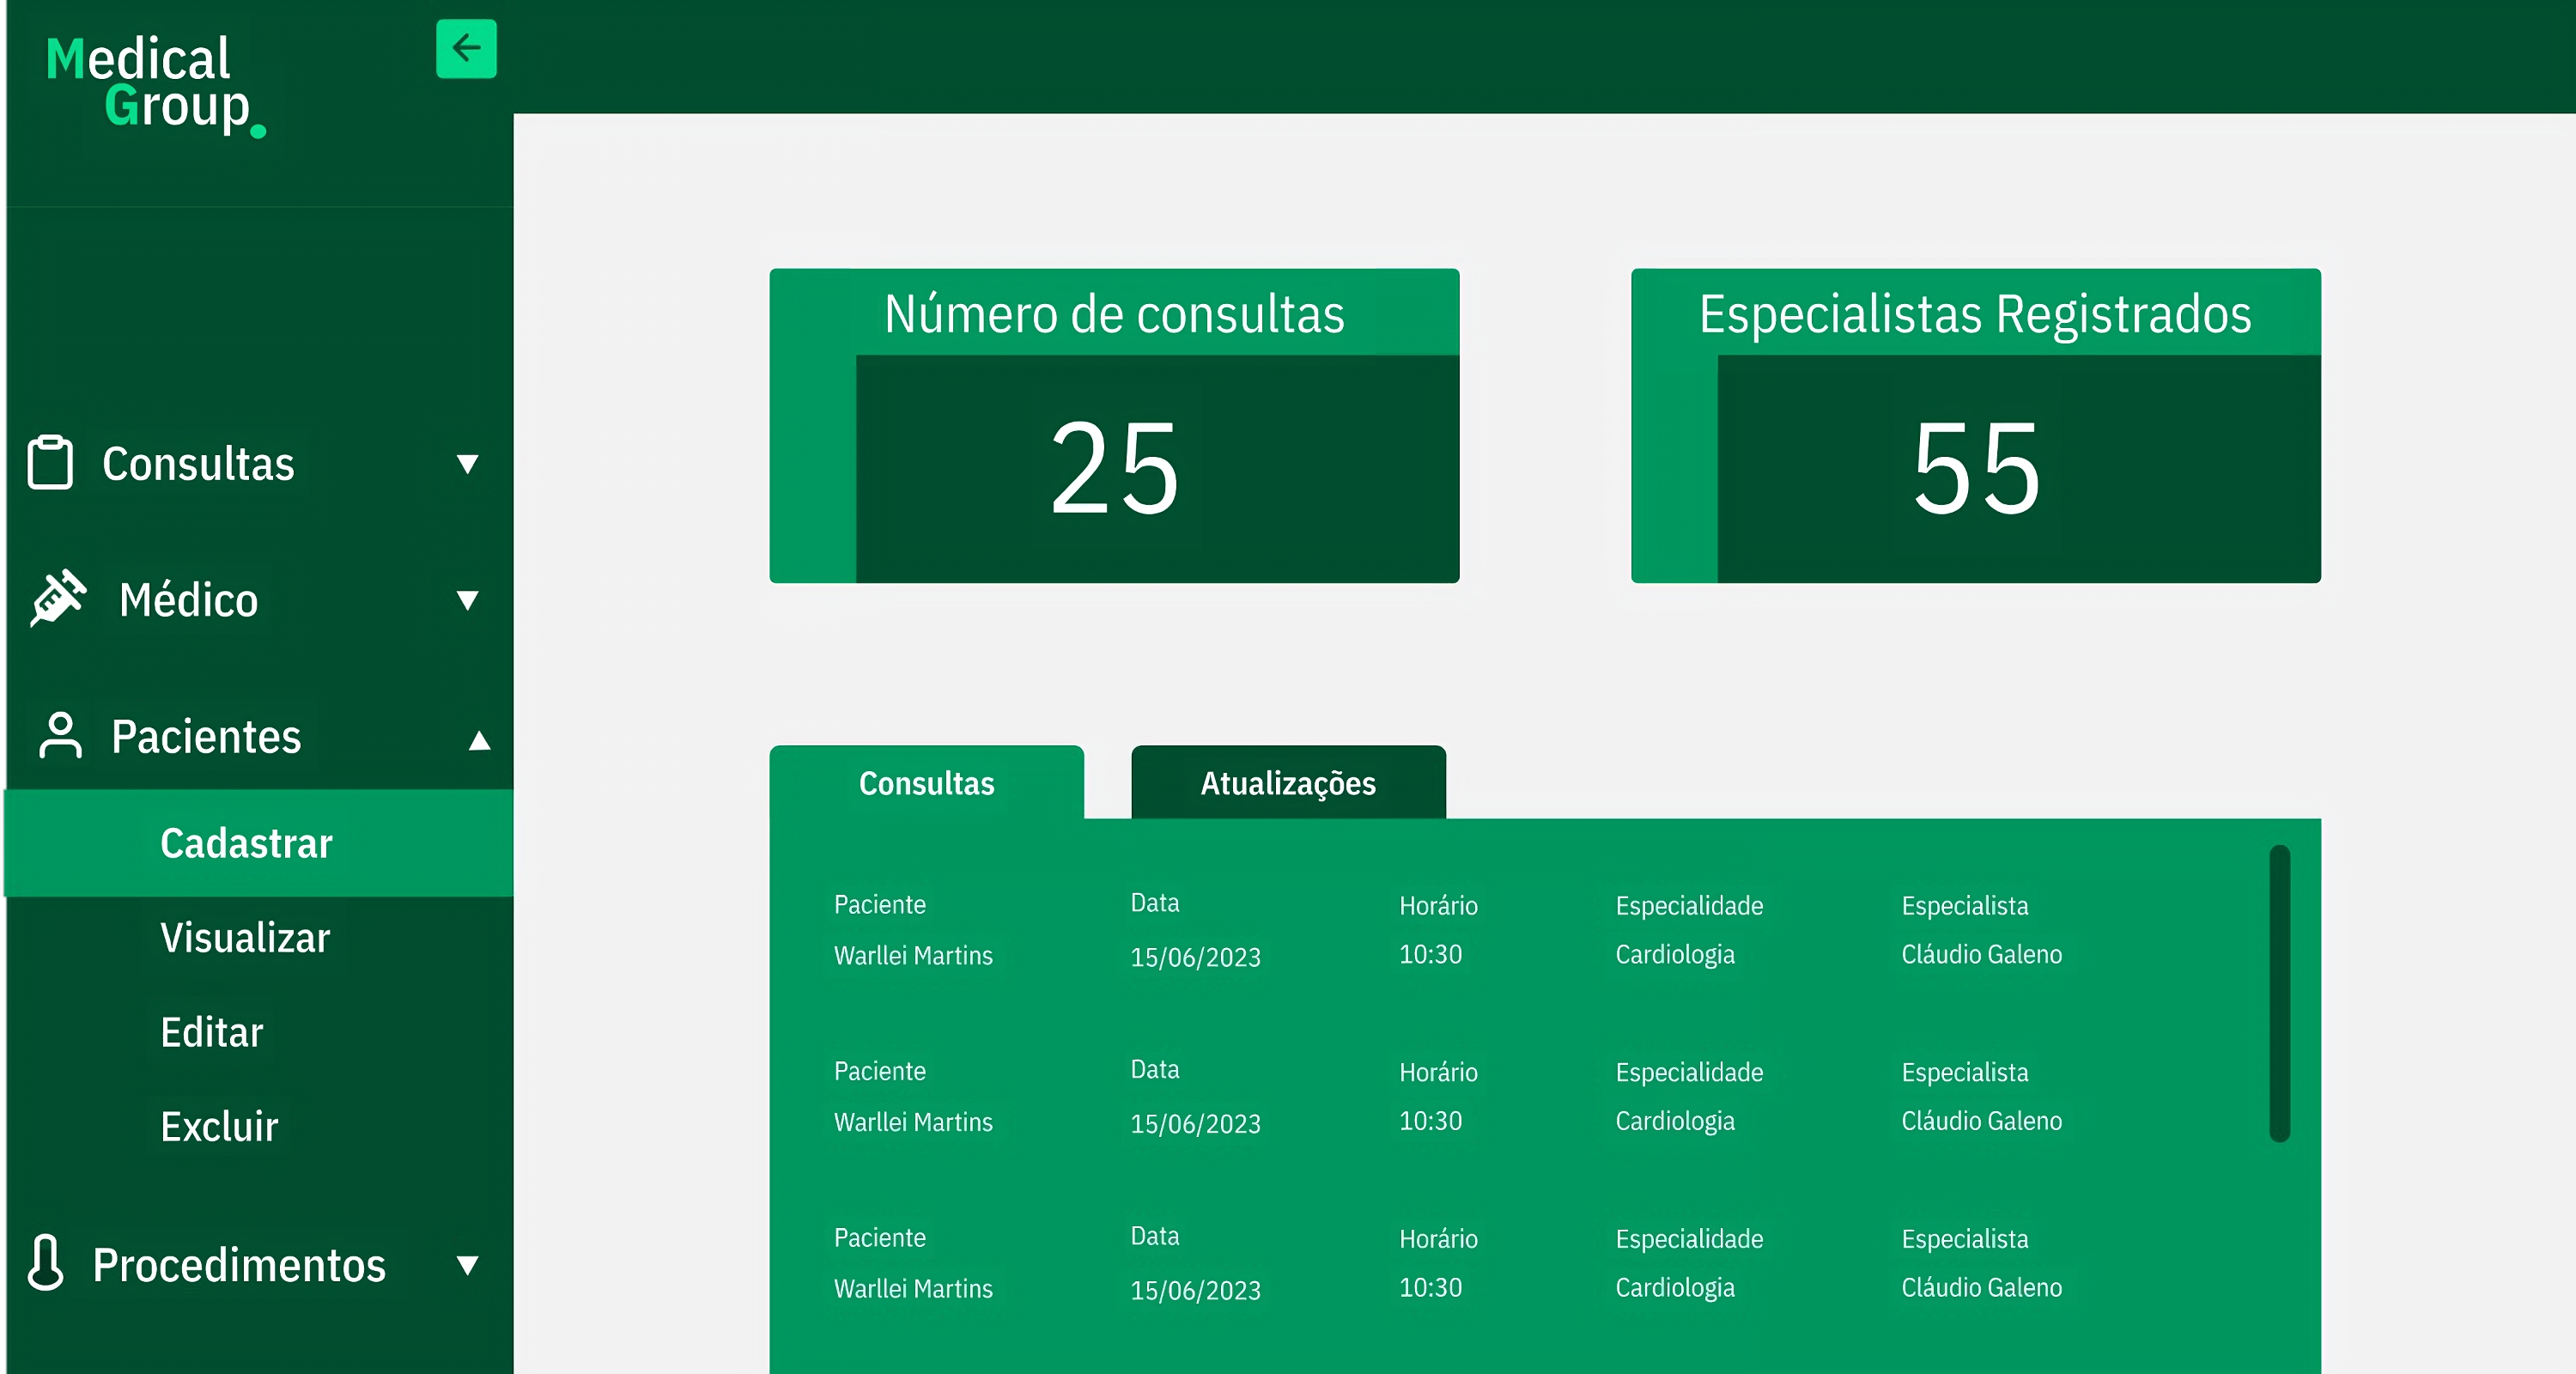 Medical
Group.
Consultas
Médico
Pacientes
Cadastrar
Visualizar
Editar
Excluir
Procedimentos
Número de consultas
25
Especialistas Registrados
55
Consultas Atualizações
Paciente Data Horário Especialidade Especialista
Warllei Martins 15/06/2023 10:30 Cardiologia Cláudio Galeno
Paciente Data Horário Especialidade Especialista
Warllei Martins 15/06/2023 10:30 Cardiologia Cláudio Galeno
Paciente Data Horário Especialidade Especialista
Warllei Martins 15/06/2023 10:30 Cardiologia Cláudio Galeno